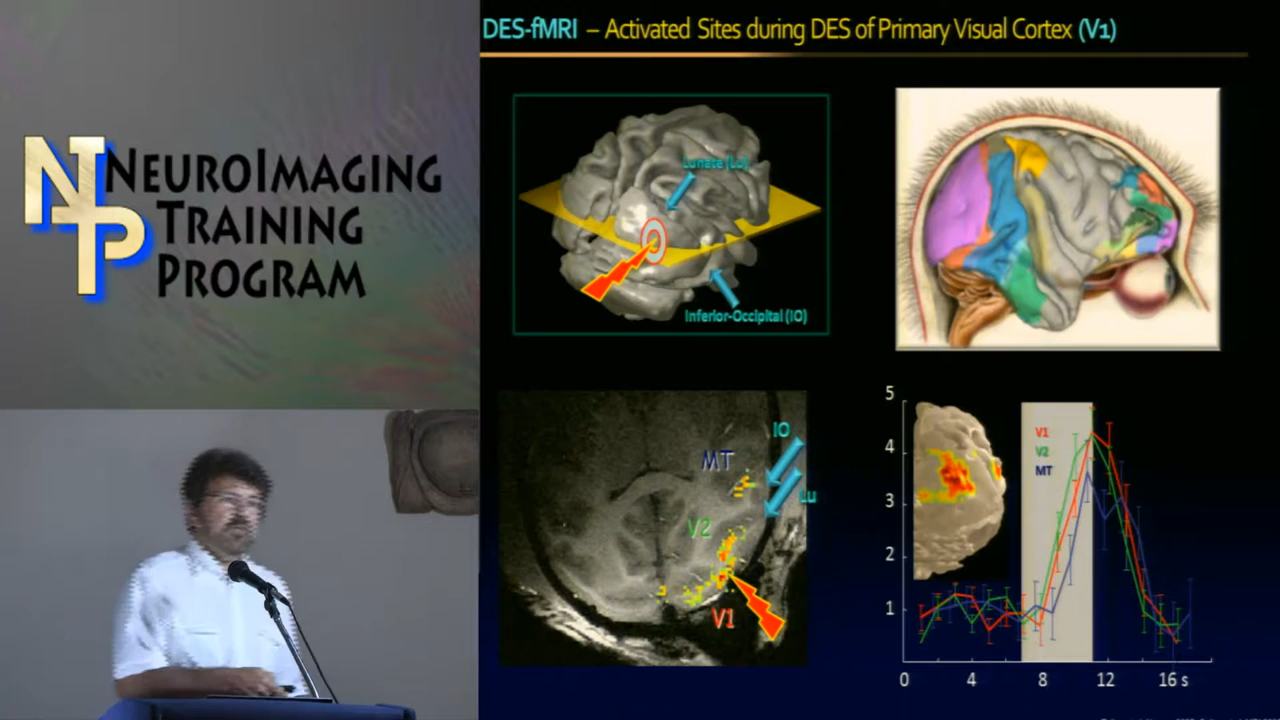 NEUROIMAGING
TRAINING
PROGRAM
NTP
DES-fMRI – Activated Sites during DES of Primary Visual Cortex (V1)
Lunate (Lu)
Inferior-Occipital (IO)
IO
MT
Lu
V2
V1
5
4
3
2
1
V1
V2
MT
0 4 8 12 16 s